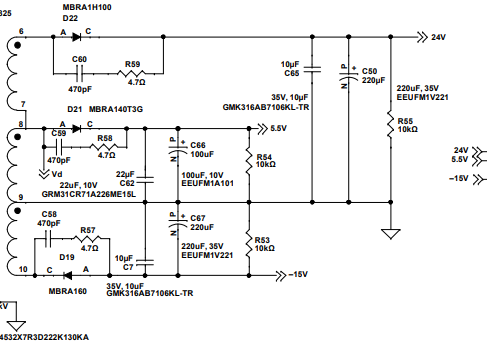 325
MBRA1H100
D22
6
A
C
24V
C60
R59
470pF
4.7Ω
10µF
C65
P
+
N
C50
220µF
35V, 10µF
GMK316AB7106KL-TR
220uF, 35V
EEUFM1V221
R55
10kΩ
7
8
D21 MBRA140T3G
A
C
5.5V
C59
R58
470pF
4.7Ω
Vd
P
+
N
C66
100uF
R54
10kΩ
22µF
C62
22uF, 10V
GRM31CR71A226ME15L
100uF, 10V
EEUFM1A101
24V
5.5V
-15V
9
C58
470pF
R57
4.7Ω
P
+
N
C67
220uF
R53
10kΩ
D19
220uF, 35V
EEUFM1V221
10µF
C7
10
C
A
-15V
MBRA160
35V, 10uF
GMK316AB7106KL-TR
kV
4532X7R3D222K130KA